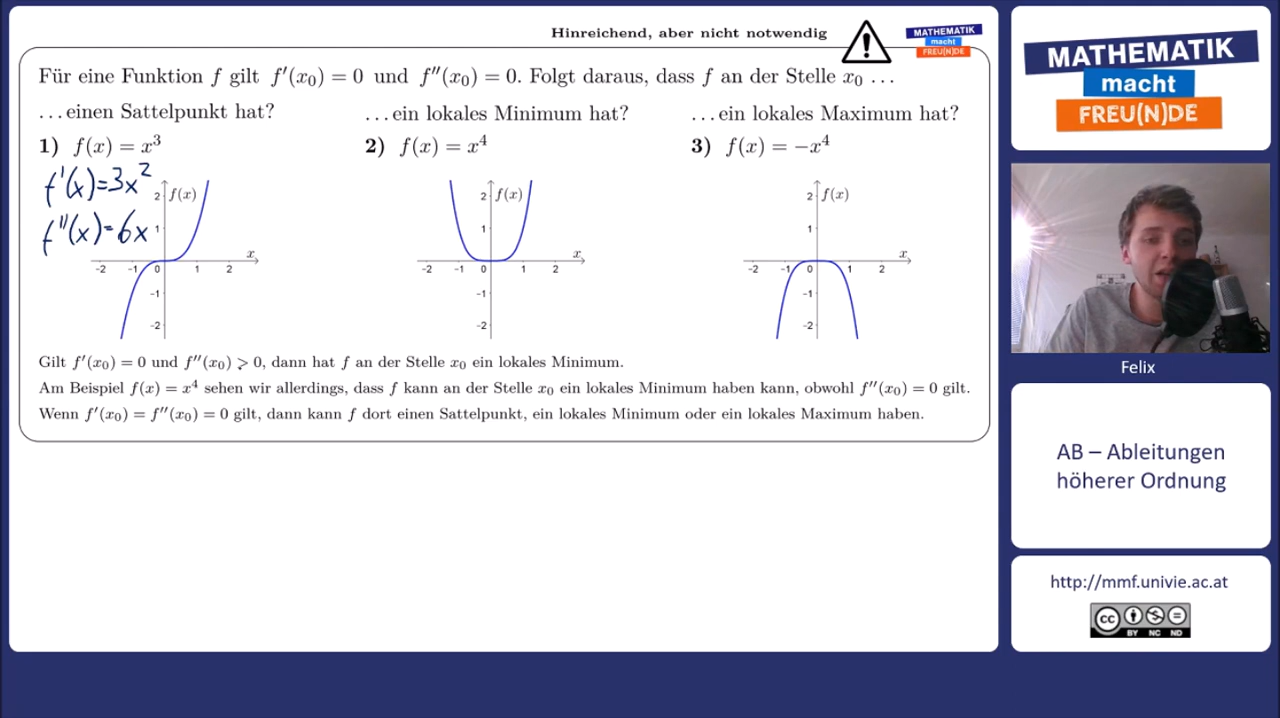 Hinreichend, aber nicht notwendig
MATHEMATIK
macht
FREU(N)DE
Für eine Funktion f gilt f′(x₀) = 0 und f″(x₀) = 0. Folgt daraus, dass f an der Stelle x₀ …
… einen Sattelpunkt hat?
… ein lokales Minimum hat?
… ein lokales Maximum hat?
1) f(x) = x³
2) f(x) = x⁴
3) f(x) = −x⁴
f'(x)=3x²
f''(x)=6x
2 f(x)
1
x
-2 -1 0 1 2
-1
-2
2 f(x)
1
x
-2 -1 0 1 2
-1
-2
2 f(x)
1
x
-2 -1 0 1 2
-1
-2
Gilt f′(x₀) = 0 und f″(x₀) > 0, dann hat f an der Stelle x₀ ein lokales Minimum.
Am Beispiel f(x) = x⁴ sehen wir allerdings, dass f kann an der Stelle x₀ ein lokales Minimum haben kann, obwohl f″(x₀) = 0 gilt.
Wenn f′(x₀) = f″(x₀) = 0 gilt, dann kann f dort einen Sattelpunkt, ein lokales Minimum oder ein lokales Maximum haben.
MATHEMATIK
macht
FREU(N)DE
Felix
AB – Ableitungen
höherer Ordnung
http://mmf.univie.ac.at
cc
BY NC ND